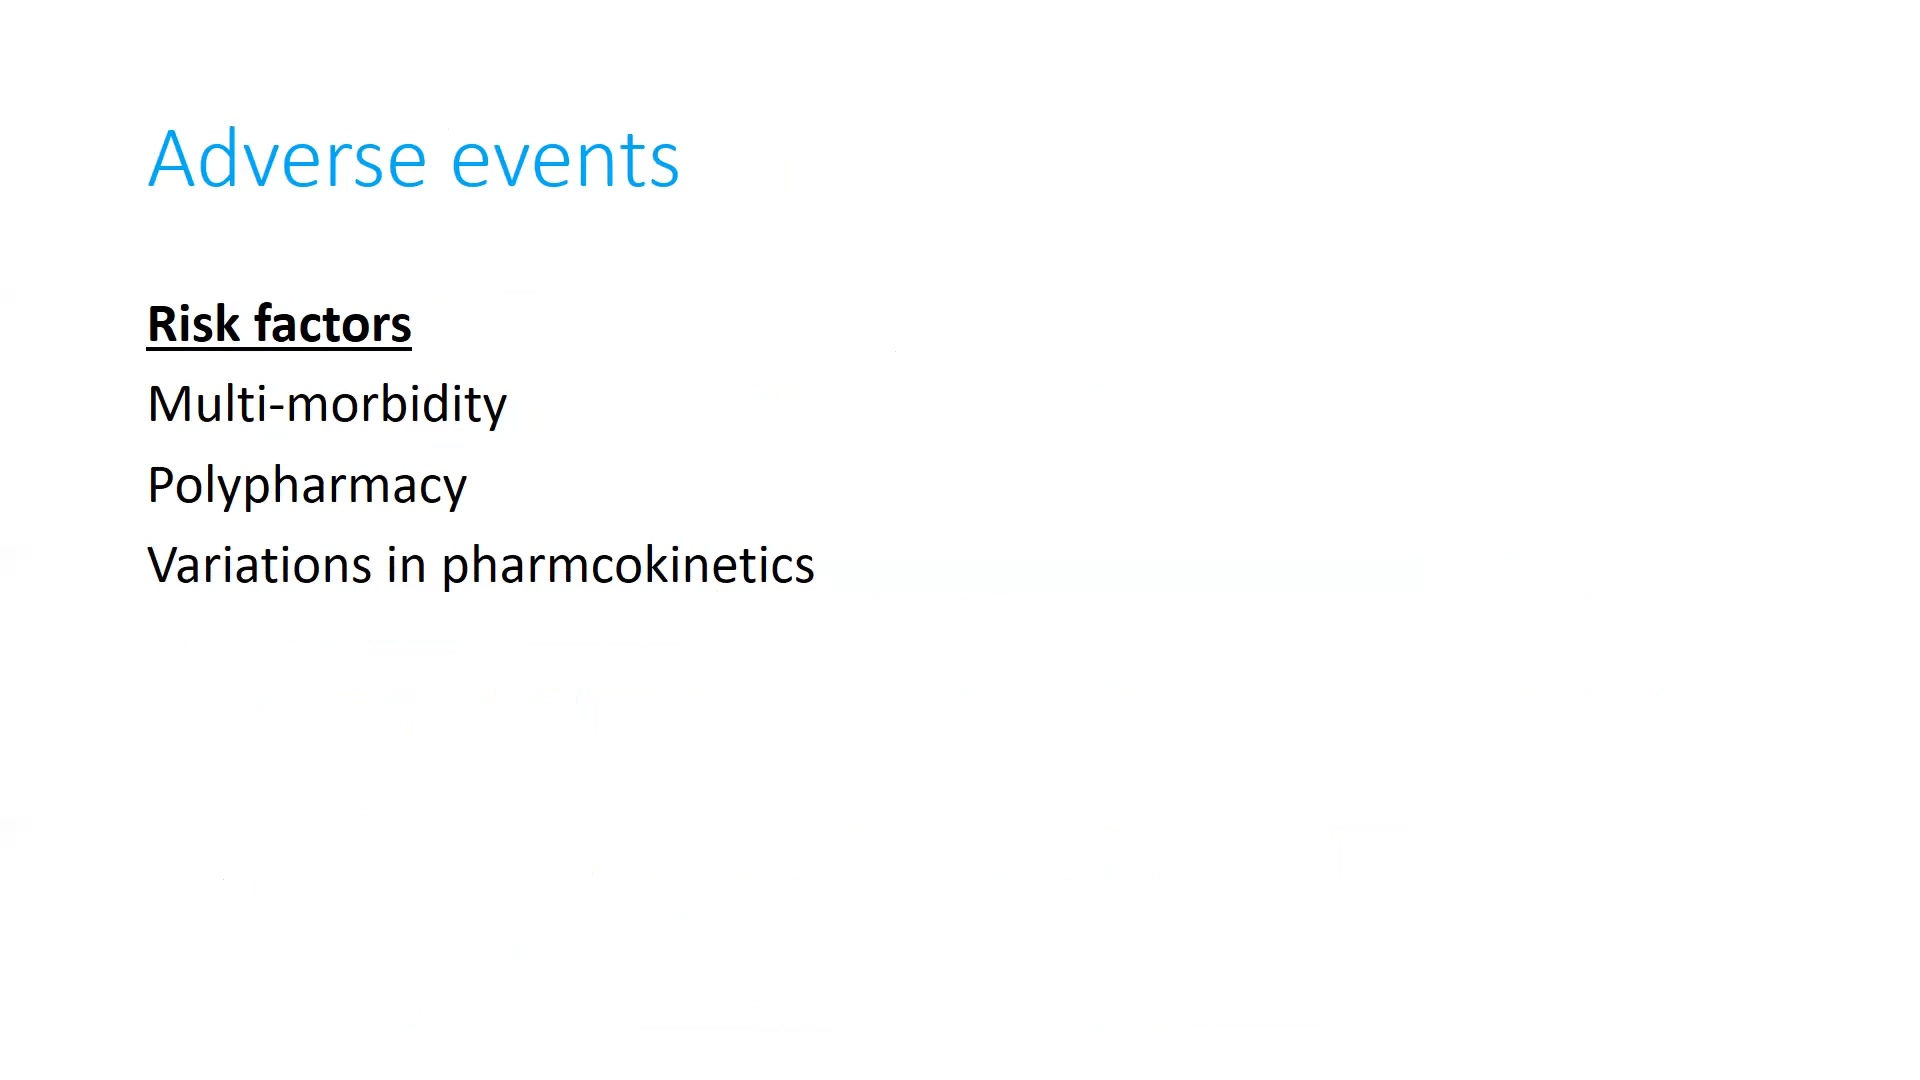 Adverse events
Risk factors
Multi-morbidity
Polypharmacy
Variations in pharmcokinetics